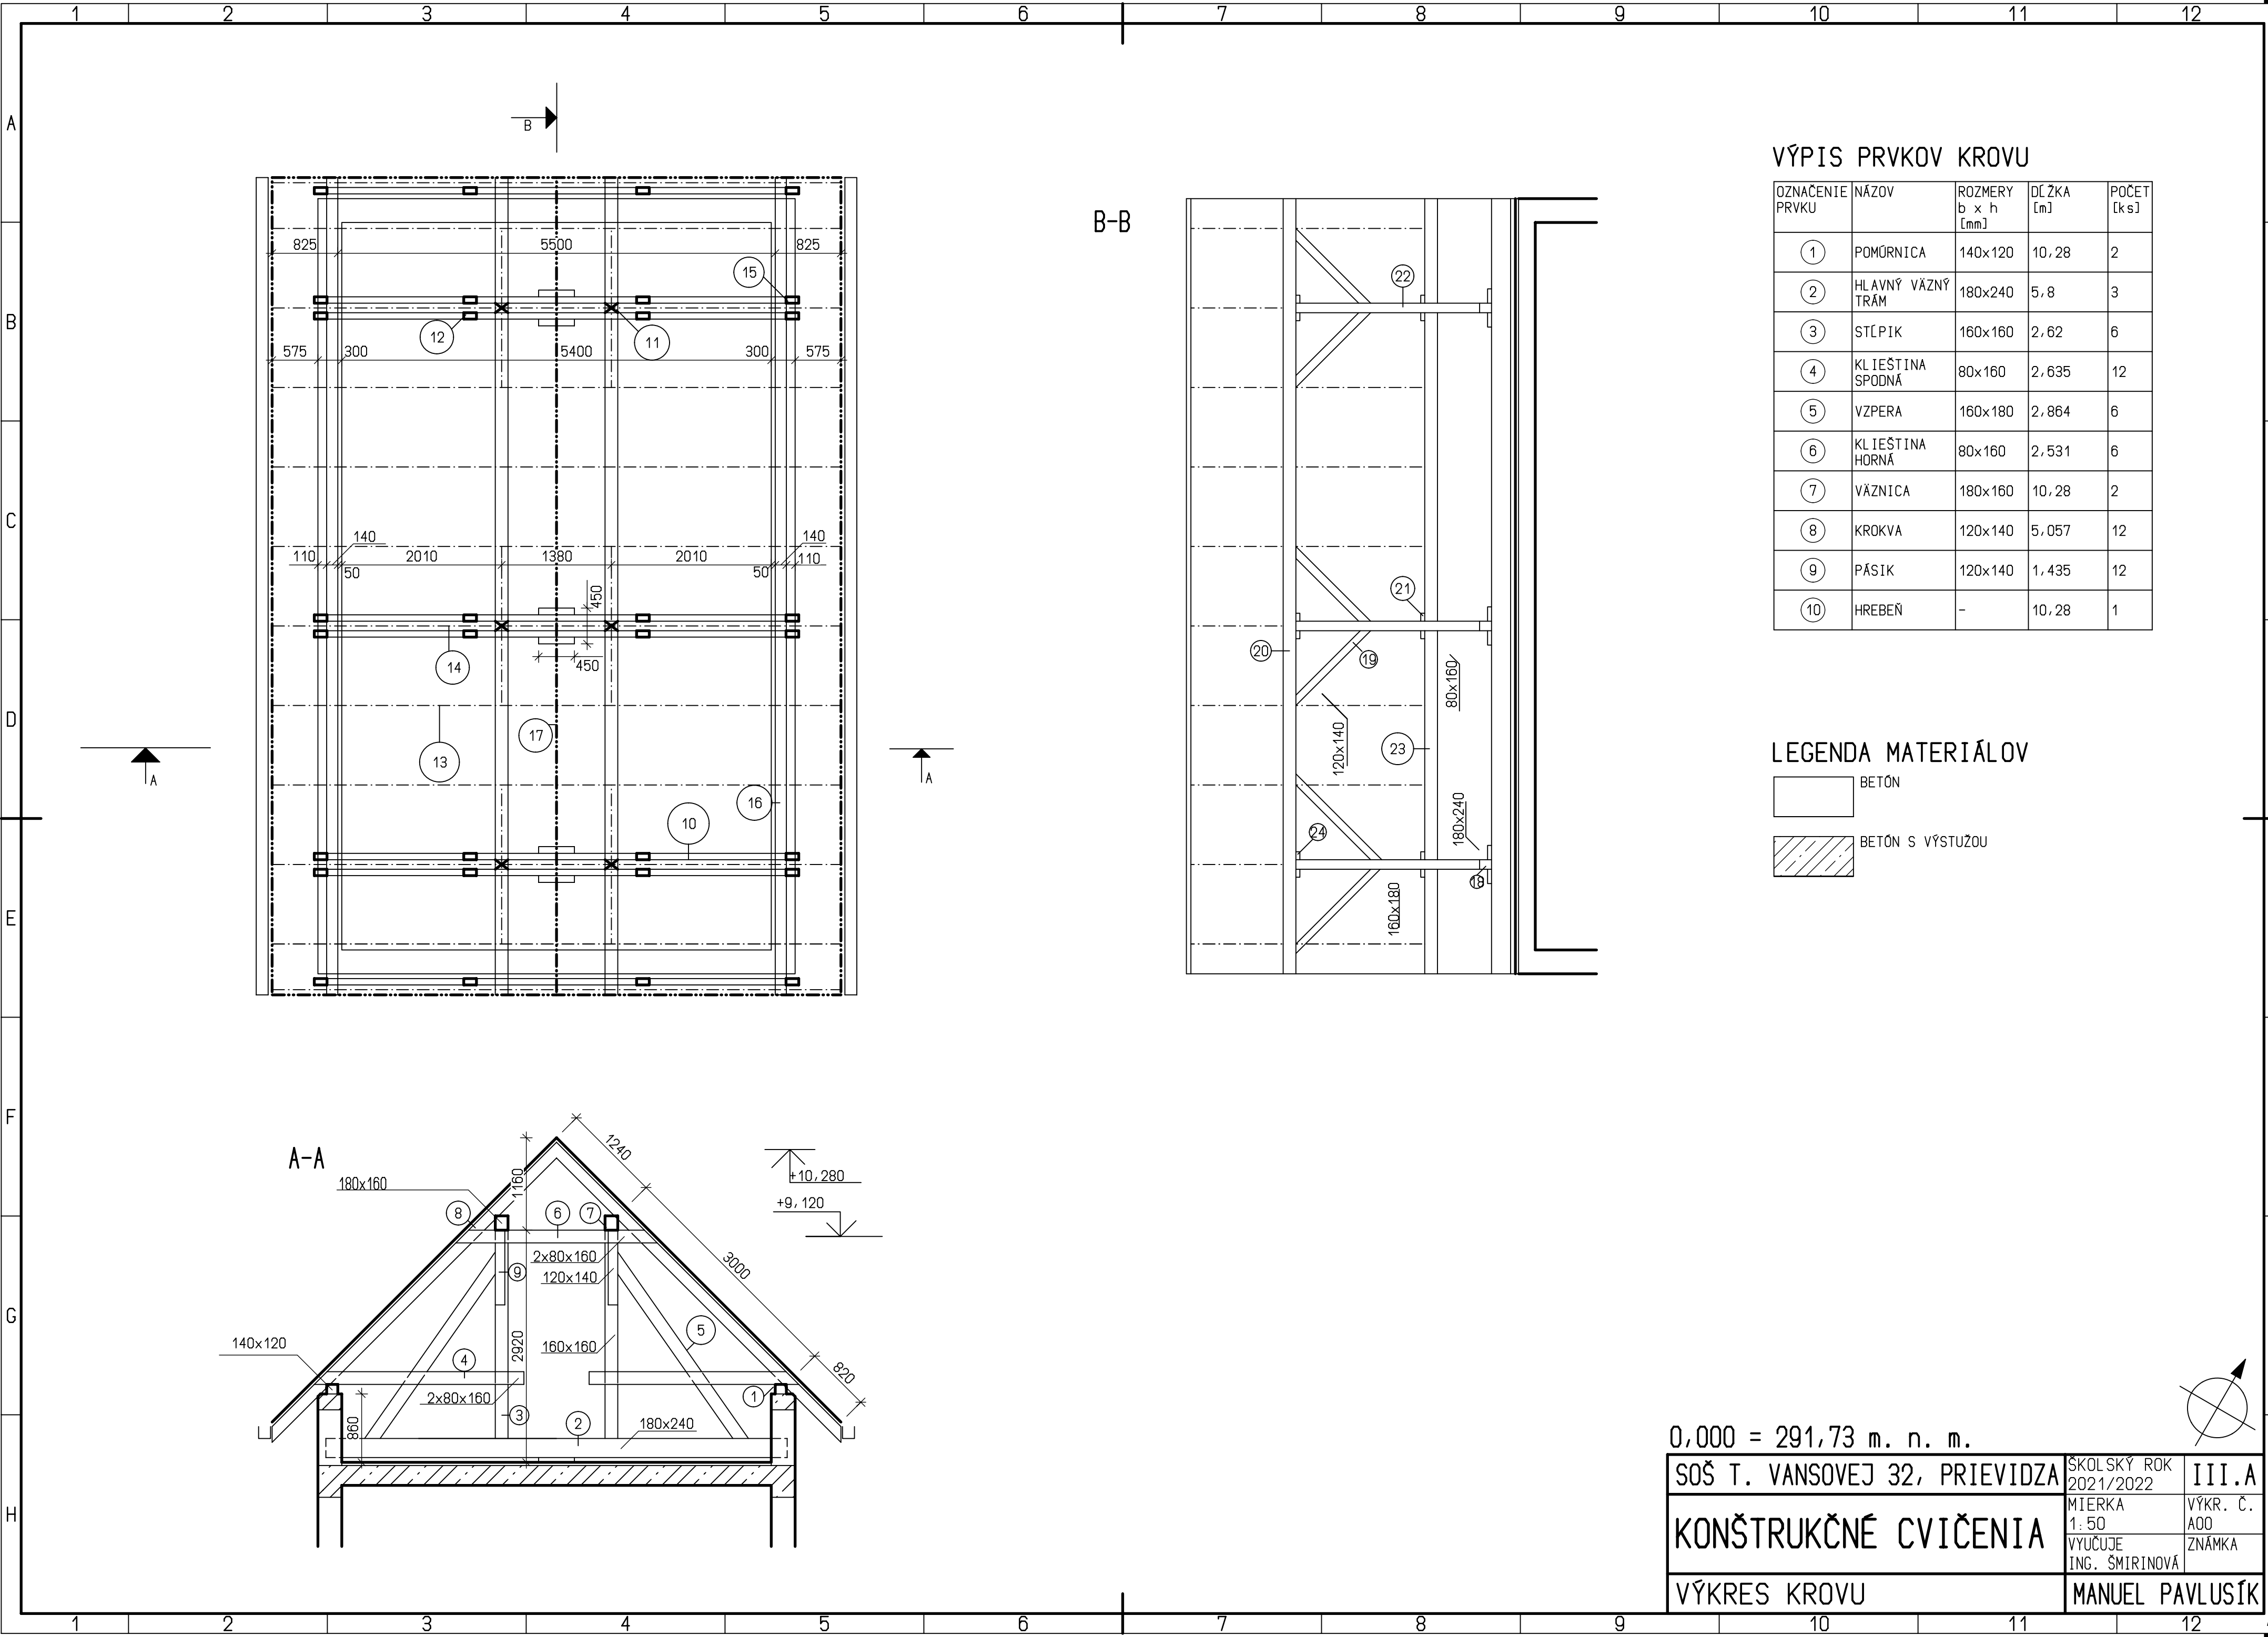 1 2 3 4 5 6 7 8 9 10 11 12
A
B
C
D
E
F
G
H
B
825 5500 825
15
12
11
575 300 5400 300 575
140 140
110 2010 1380 2010 110
50 50
450
450
14
17
13
A
A
16
10
B-B
22
21
20
19
80x160
120x140
23
180x240
24
18
160x180
VÝPIS PRVKOV KROVU
OZNAČENIE PRVKU NÁZOV ROZMERY b x h [mm] DĹŽKA [m] POČET [ks]
1 POMÚRNICA 140x120 10,28 2
2 HLAVNÝ VÄZNÝ TRÁM 180x240 5,8 3
3 STĹPIK 160x160 2,62 6
4 KLIEŠTINA SPODNÁ 80x160 2,635 12
5 VZPERA 160x180 2,864 6
6 KLIEŠTINA HORNÁ 80x160 2,531 6
7 VÄZNICA 180x160 10,28 2
8 KROKVA 120x140 5,057 12
9 PÁSIK 120x140 1,435 12
10 HREBEŇ - 10,28 1
LEGENDA MATERIÁLOV
BETÓN
BETÓN S VÝSTUŽOU
A-A
1240
1160
180x160
+10,280
+9,120
8
6
7
2x80x160
9
120x140
3000
5
140x120
2920
160x160
4
820
2x80x160
1
860
3
2
180x240
0,000 = 291,73 m. n. m.
SOŠ T. VANSOVEJ 32, PRIEVIDZA
ŠKOLSKÝ ROK
2021/2022
III.A
KONŠTRUKČNÉ CVIČENIA
MIERKA
1:50
VÝKR. Č.
A00
VYUČUJE
ING. ŠMIRINOVÁ
ZNÁMKA
VÝKRES KROVU
MANUEL PAVLUSÍK
1 2 3 4 5 6 7 8 9 10 11 12